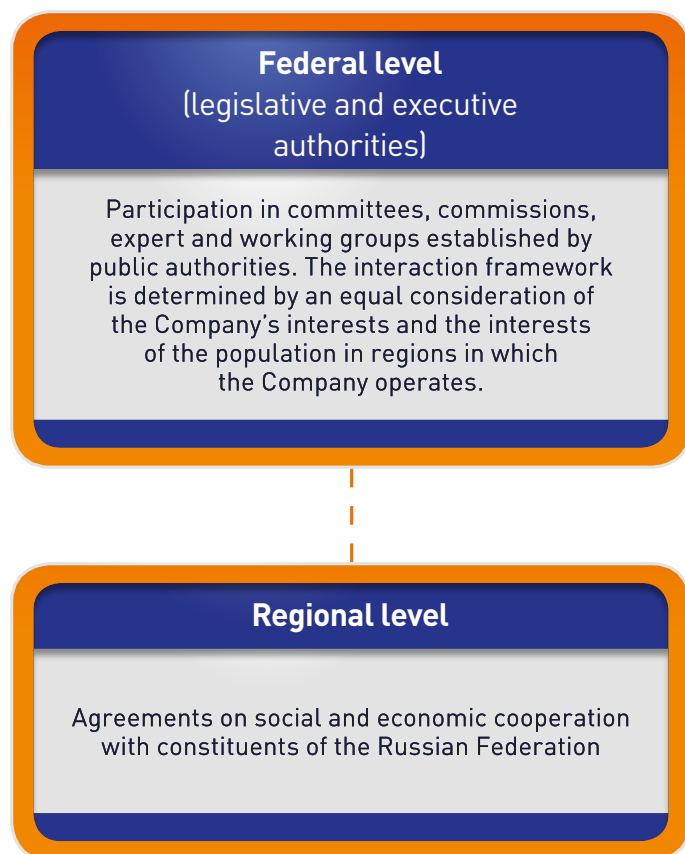 Federal level
(legislative and executive
authorities)
Participation in committees, commissions,
expert and working groups established by
public authorities. The interaction framework
is determined by an equal consideration of
the Company’s interests and the interests
of the population in regions in which
the Company operates.
Regional level
Agreements on social and economic cooperation
with constituents of the Russian Federation